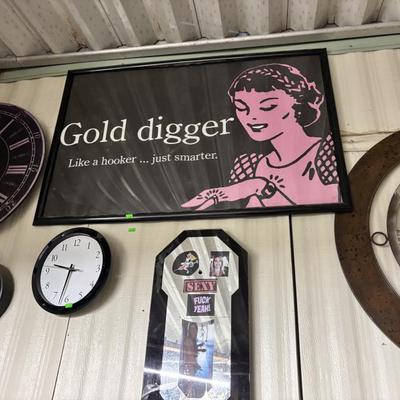 Gold digger
Like a hooker ... just smarter.
SEXY
FUCK
YEAH!